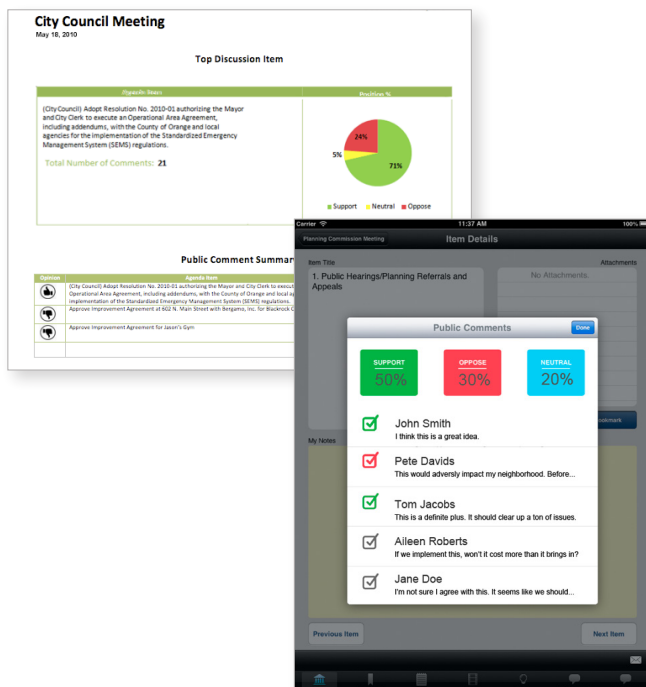 City Council Meeting
May 18, 2010
Top Discussion Item
Position %
(City Council) Adopt Resolution No. 2010-01 authorizing the Mayor
and City Clerk to execute an Operational Area Agreement,
including addendums, with the County of Orange and local
agencies for the implementation of the Standardized Emergency
Management System (SEMS) regulations.
Total Number of Comments: 21
24%
5%
71%
Support Neutral Oppose
Public Comment Summar
Opinion Agenda Item
(City Council) Adopt Resolution No. 2010-01 authorizing the Mayor and City Clerk to execut
Operational Area Agreement, including addendums, with the County of Orange and local ag
implementation of the Standardized Emergency Management System (SEMS) regulations.
Approve Improvement Agreement at 602 N. Main Street with Bergamo, Inc. for Blackrock C
Approve Improvement Agreement for Jason's Gym
Carrier 11:37 AM 100%
Planning Commission Meeting Item Details
Item Title Attachments
1. Public Hearings/Planning Referrals and
Appeals
No Attachments.
Public Comments Done
SUPPORT OPPOSE NEUTRAL
50% 30% 20%
ookmark
My Notes
John Smith
I think this is a great idea.
Pete Davids
This would adversly impact my neighborhood. Before...
Tom Jacobs
This is a definite plus. It should clear up a ton of issues.
Aileen Roberts
If we implement this, won't it cost more than it brings in?
Jane Doe
I'm not sure I agree with this. It seems like we should...
Previous Item Next Item